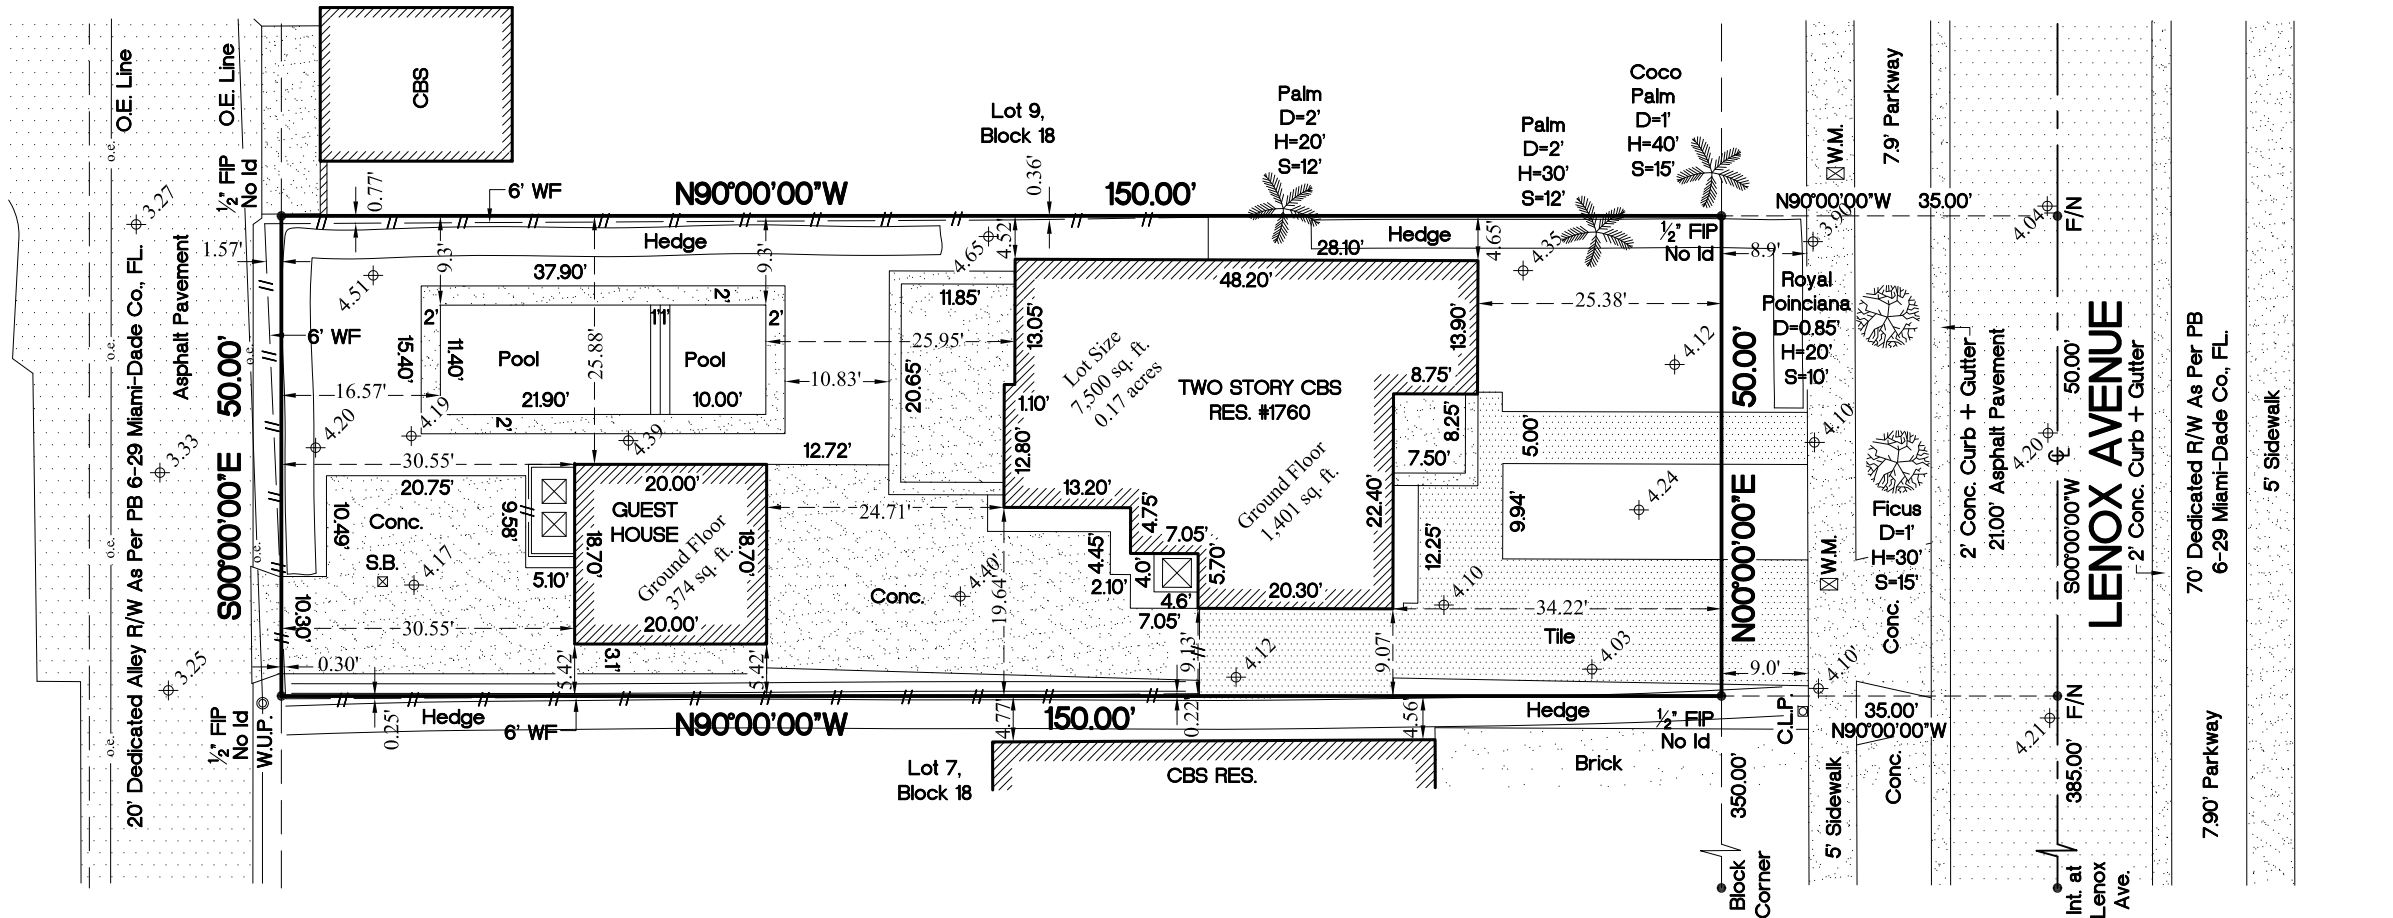 O.E. Line
O.E. Line
o.e.
o.e.
o.e.
o.e.
o.e.
o.e.
o.e.
20' Dedicated Alley R/W As Per PB 6-29 Miami-Dade Co., FL.
Asphalt Pavement
3.27
3.33
3.25
½" FIP
No Id
CBS
0.77'
6' WF
N90°00'00"W
150.00'
Lot 9,
Block 18
0.36'
Palm
D=2'
H=20'
S=12'
Palm
D=2'
H=30'
S=12'
Coco
Palm
D=1'
H=40'
S=15'
1.57'
6' WF
S00°00'00"E 50.00'
Hedge
9.3'
9.3'
37.90'
4.51
2'
2'
2'
2'
1'
1'
15.40'
11.40'
Pool
21.90'
Pool
10.00'
25.88'
25.95'
10.83'
16.57'
4.20
4.19
4.39
4.65
4.52'
11.85'
20.65'
12.72'
30.55'
20.75'
10.49'
Conc.
S.B.
4.17
9.58'
5.10'
10.30'
30.55'
0.30'
20.00'
GUEST
HOUSE
18.70'
18.70'
Ground Floor
374 sq. ft.
20.00'
3.1'
5.42'
5.42'
24.71'
Conc.
4.40
19.64'
48.20'
13.05'
1.10'
12.80'
13.20'
4.75'
7.05'
5.70'
4.45'
2.10'
4.0'
4.6'
7.05'
9.13'
Lot Size
7,500 sq. ft.
0.17 acres
TWO STORY CBS
RES. #1760
Ground Floor
1,401 sq. ft.
28.10'
Hedge
4.65'
4.35
13.90'
8.75'
8.25'
7.50'
22.40'
20.30'
12.25'
5.00'
9.94'
25.38'
4.12
4.24
4.10
34.22'
Tile
4.03
4.12
9.07'
½" FIP
No Id
8.9'
50.00'
N00°00'00"E
9.0'
½" FIP
No Id
W.U.P.
Hedge
0.25'
6' WF
N90°00'00"W
150.00'
4.77'
0.22'
4.56'
Lot 7,
Block 18
CBS RES.
Hedge
½" FIP
No Id
Brick
C.L.P.
350.00'
Block
Corner
W.M.
7.9' Parkway
N90°00'00"W
35.00'
3.90
4.04
F/N
Royal
Poinciana
D=0.85'
H=20'
S=10'
4.10
Ficus
D=1'
H=30'
S=15'
W.M.
Conc.
4.10'
35.00'
N90°00'00"W
5' Sidewalk
Conc.
2' Conc. Curb + Gutter
21.00' Asphalt Pavement
50.00'
S00°00'00"W
4.20
4.21
F/N
385.00'
LENOX AVENUE
2' Conc. Curb + Gutter
70' Dedicated R/W As Per PB
6-29 Miami-Dade Co., FL.
5' Sidewalk
7.90' Parkway
Int. at
Lenox
Ave.